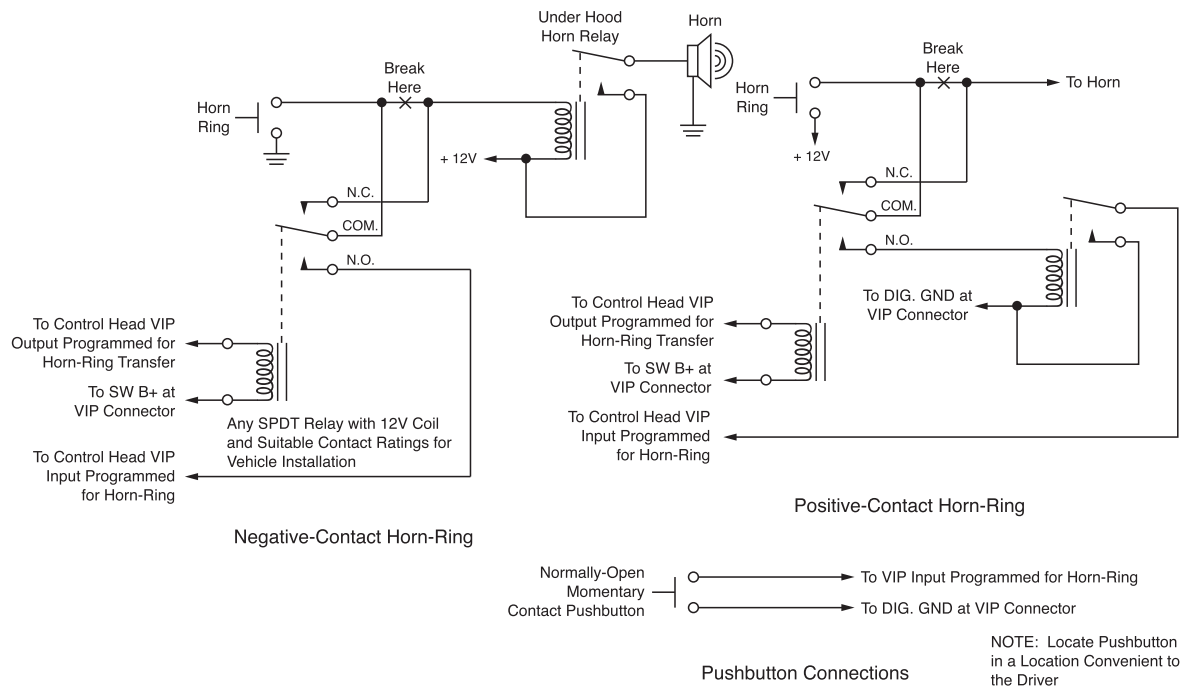 Under Hood
Horn Relay
Horn
Break
Here
Horn
Ring
+ 12V
N.C.
COM.
N.O.
To Control Head VIP
Output Programmed for
Horn-Ring Transfer
To SW B+ at
VIP Connector
Any SPDT Relay with 12V Coil
and Suitable Contact Ratings for
Vehicle Installation
To Control Head VIP
Input Programmed
for Horn-Ring
Negative-Contact Horn-Ring
Break
Here
Horn
Ring
To Horn
+ 12V
N.C.
COM.
N.O.
To DIG. GND at
VIP Connector
To Control Head VIP
Output Programmed for
Horn-Ring Transfer
To SW B+ at
VIP Connector
To Control Head VIP
Input Programmed
for Horn-Ring
Positive-Contact Horn-Ring
Normally-Open
Momentary
Contact Pushbutton
To VIP Input Programmed for Horn-Ring
To DIG. GND at VIP Connector
Pushbutton Connections
NOTE: Locate Pushbutton
in a Location Convenient to
the Driver